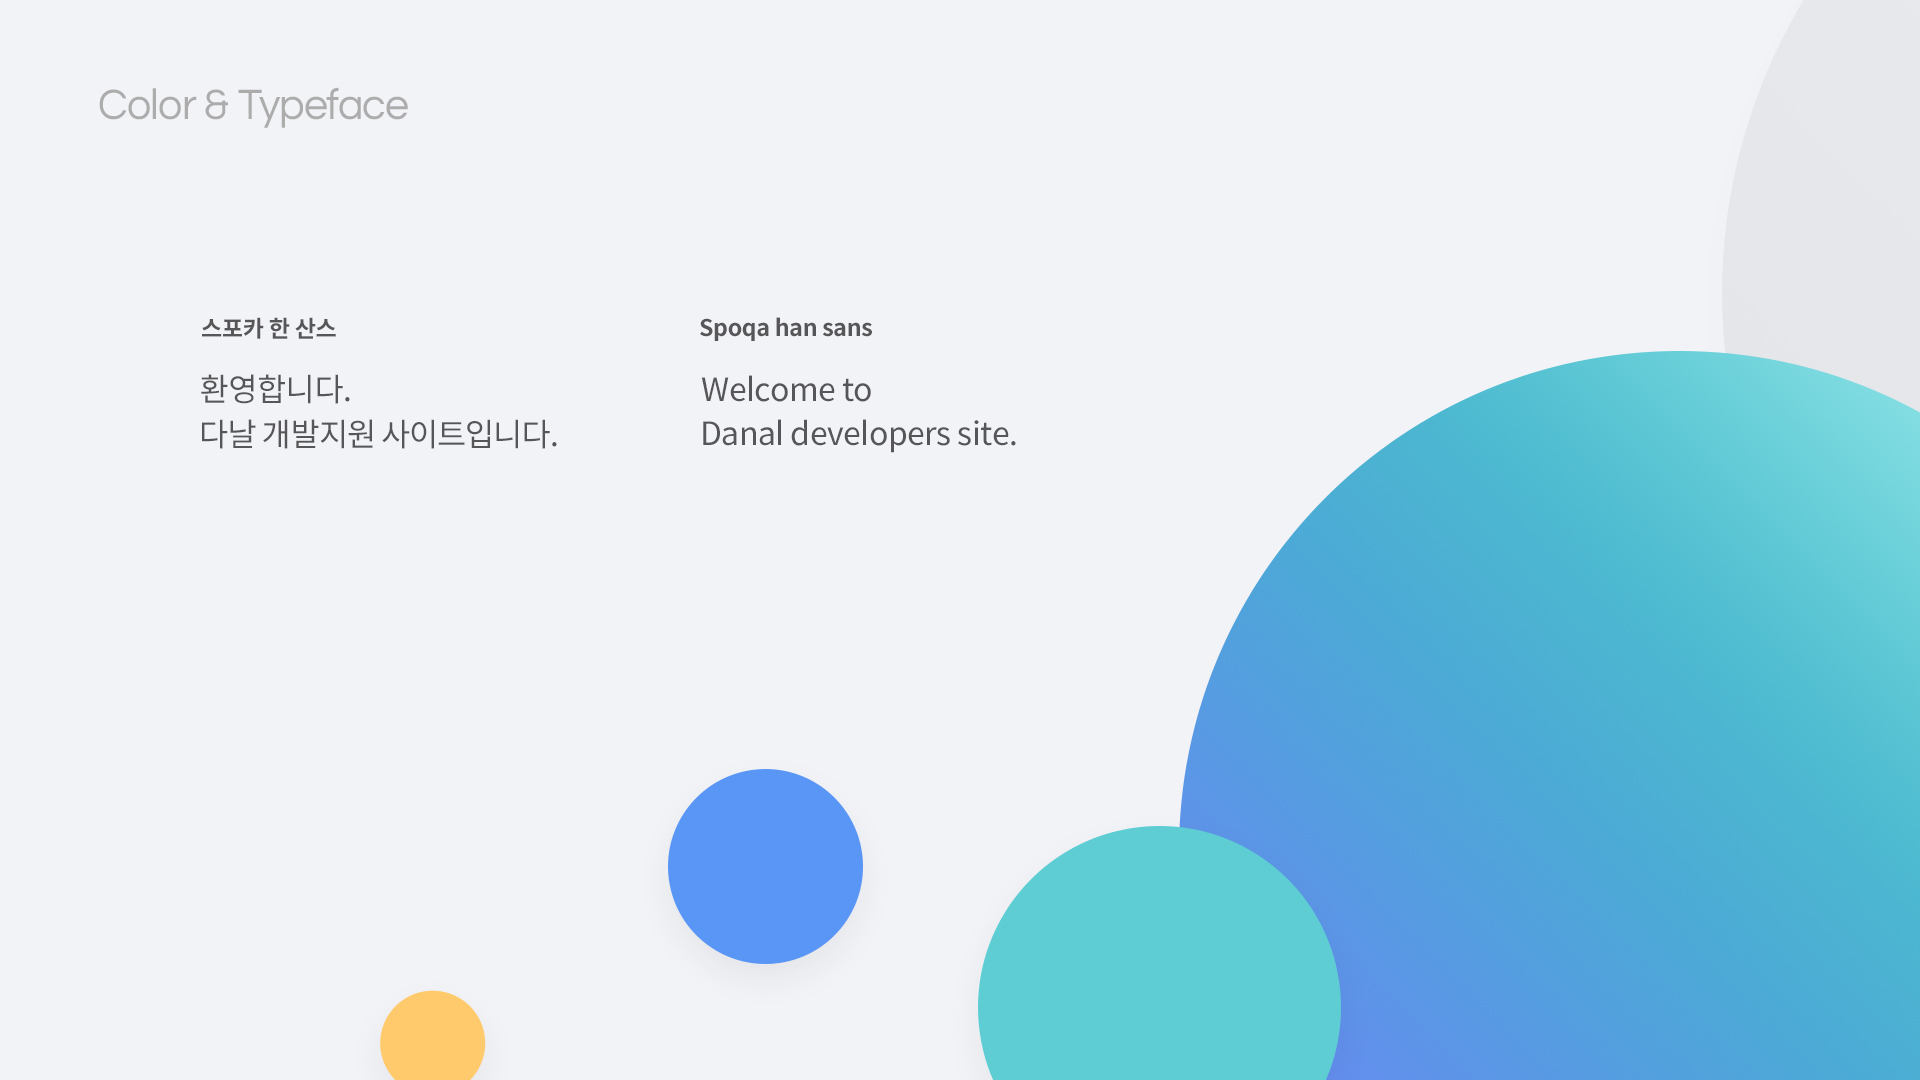 Color & Typeface
스포카 한 산스
환영합니다.
다날 개발지원 사이트입니다.
Spoqa han sans
Welcome to
Danal developers site.